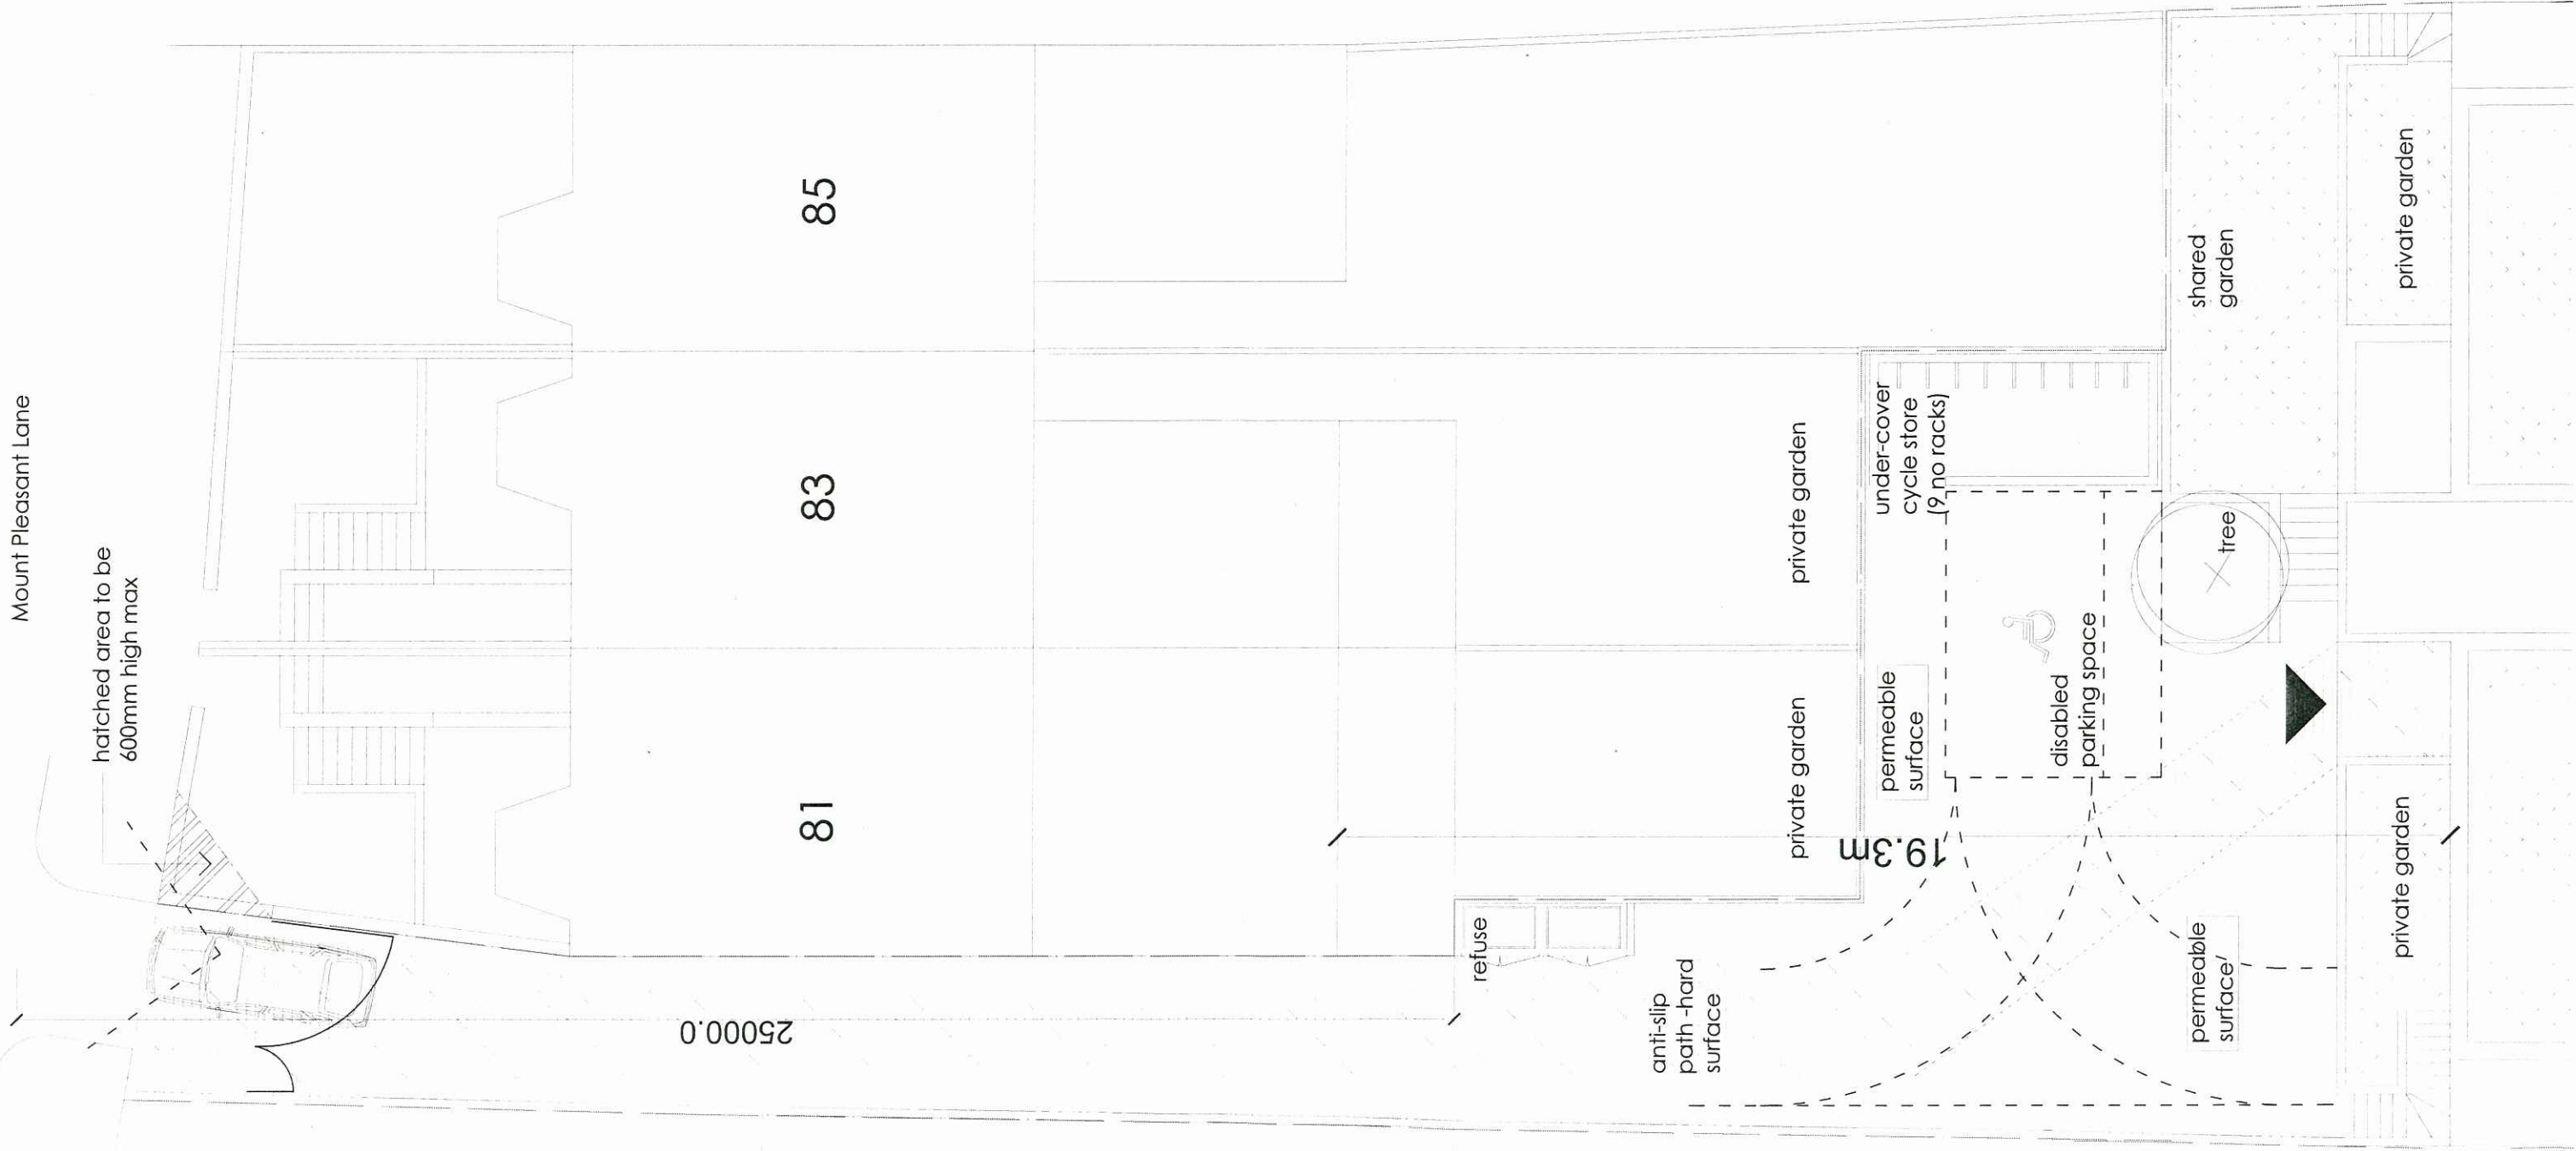 Mount Pleasant Lane
hatched area to be
600mm high max
85
83
81
25000.0
19.3m
refuse
anti-slip
path -hard
surface
private garden
private garden
under-cover
cycle store
(9 no racks)
permeable
surface
disabled
parking space
tree
shared
garden
permeable
surface
private garden
private garden